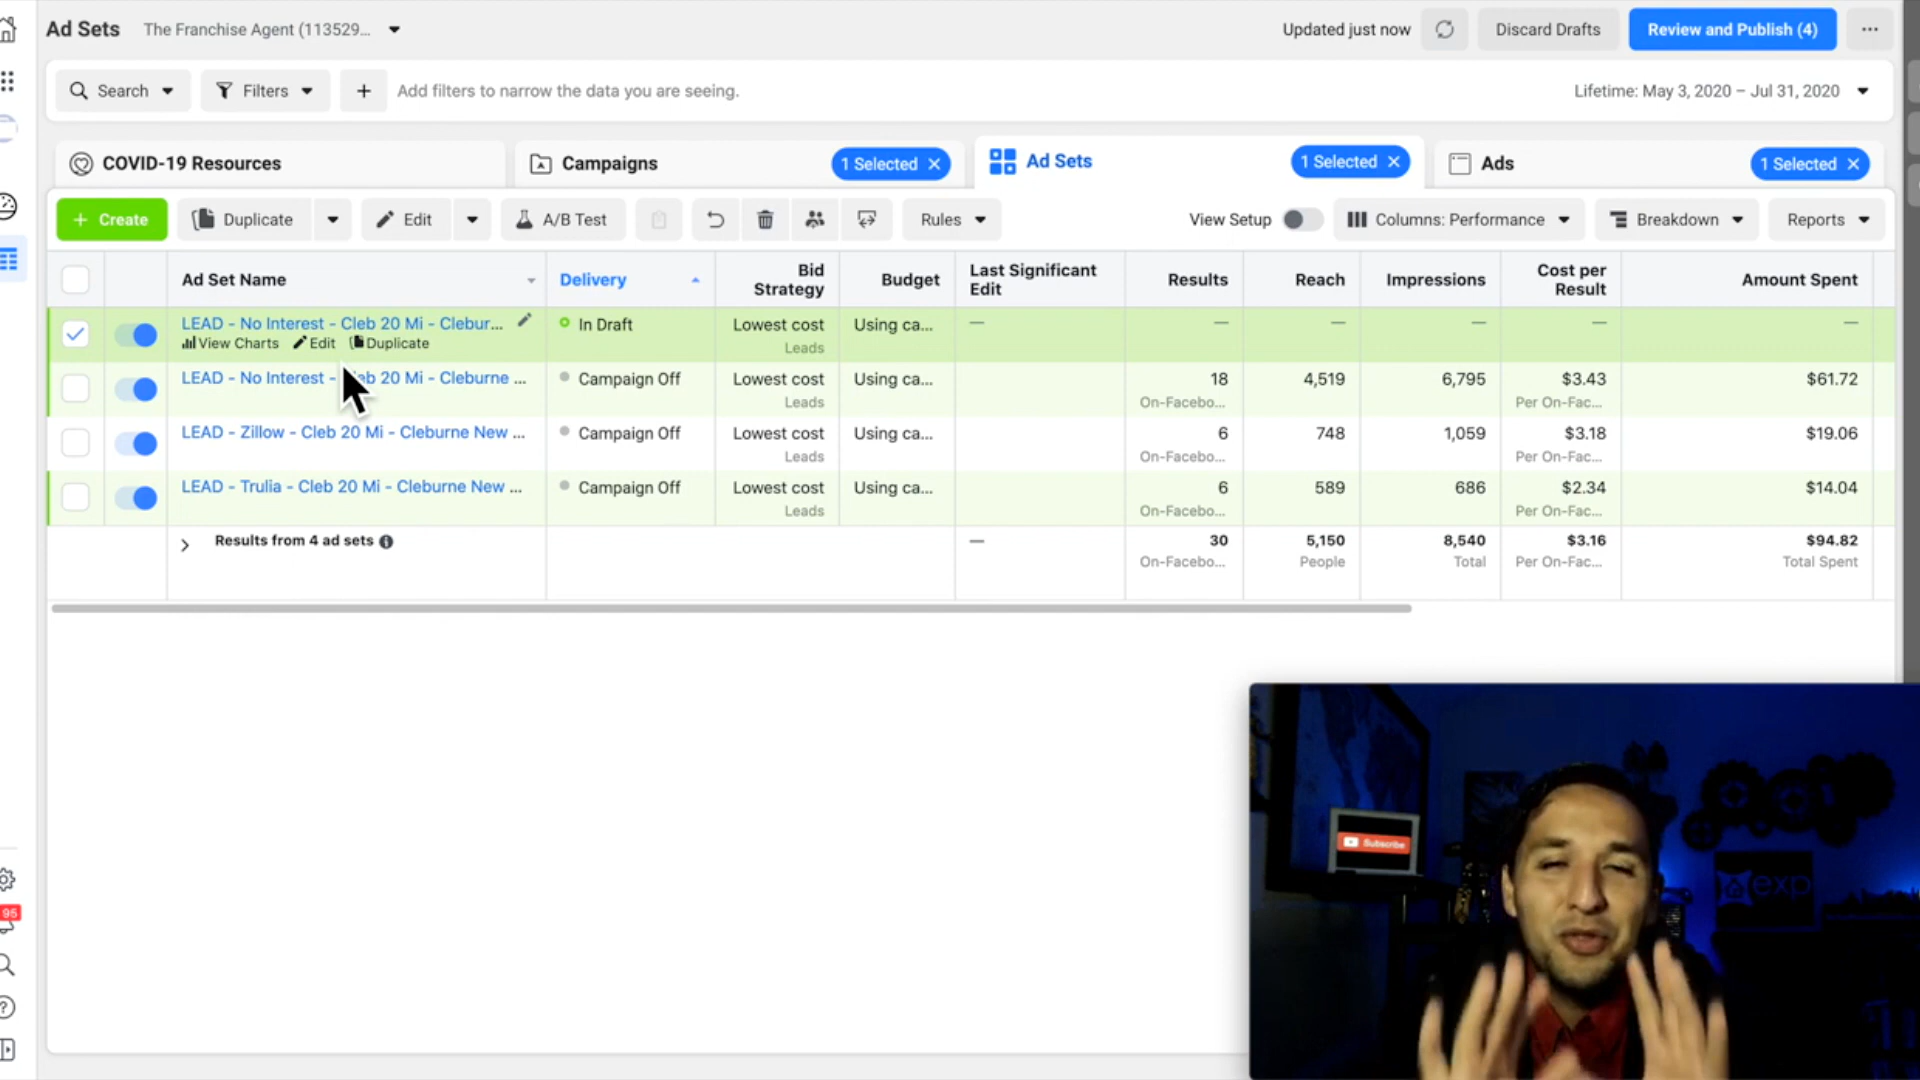 Ad Sets The Franchise Agent (113529... Updated just now Discard Drafts Review and Publish (4)
Search Filters + Add filters to narrow the data you are seeing. Lifetime: May 3, 2020 – Jul 31, 2020
COVID-19 Resources Campaigns 1 Selected Ad Sets 1 Selected Ads 1 Selected
+ Create Duplicate Edit A/B Test Rules View Setup Columns: Performance Breakdown Reports
Ad Set Name Delivery Bid Strategy Budget Last Significant Edit Results Reach Impressions Cost per Result Amount Spent
LEAD - No Interest - Cleb 20 Mi - Clebur... In Draft Lowest cost Using ca... — — — — — —
View Charts Edit Duplicate Leads
LEAD - No Interest - eb 20 Mi - Cleburne ... Campaign Off Lowest cost Using ca... 18 4,519 6,795 $3.43 $61.72
Leads On-Facebo... Per On-Fac...
LEAD - Zillow - Cleb 20 Mi - Cleburne New ... Campaign Off Lowest cost Using ca... 6 748 1,059 $3.18 $19.06
Leads On-Facebo... Per On-Fac...
LEAD - Trulia - Cleb 20 Mi - Cleburne New ... Campaign Off Lowest cost Using ca... 6 589 686 $2.34 $14.04
Leads On-Facebo... Per On-Fac...
Results from 4 ad sets — 30 5,150 8,540 $3.16 $94.82
On-Facebo... People Total Per On-Fac... Total Spent
Subscribe
exp
95